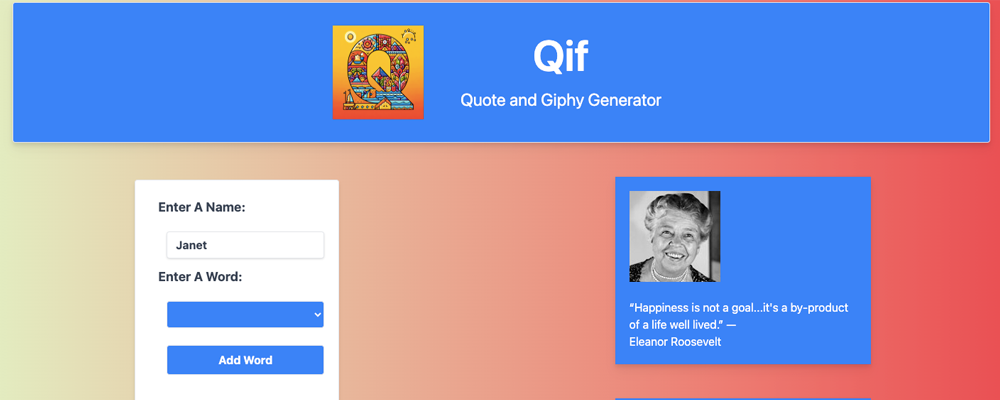 Q
Qif
Quote and Giphy Generator
Enter A Name:
Janet
Enter A Word:
Add Word
“Happiness is not a goal...it's a by-product
of a life well lived.” —
Eleanor Roosevelt